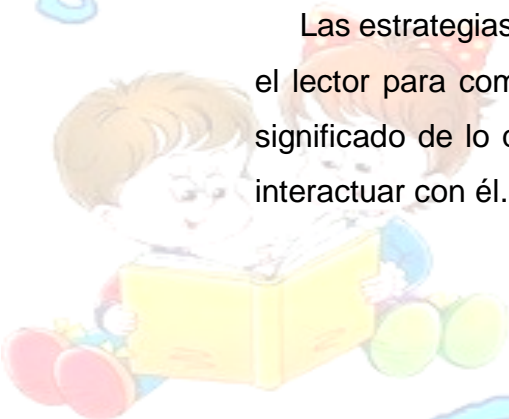 Las estrategias
el lector para com
significado de lo
interactuar con él.